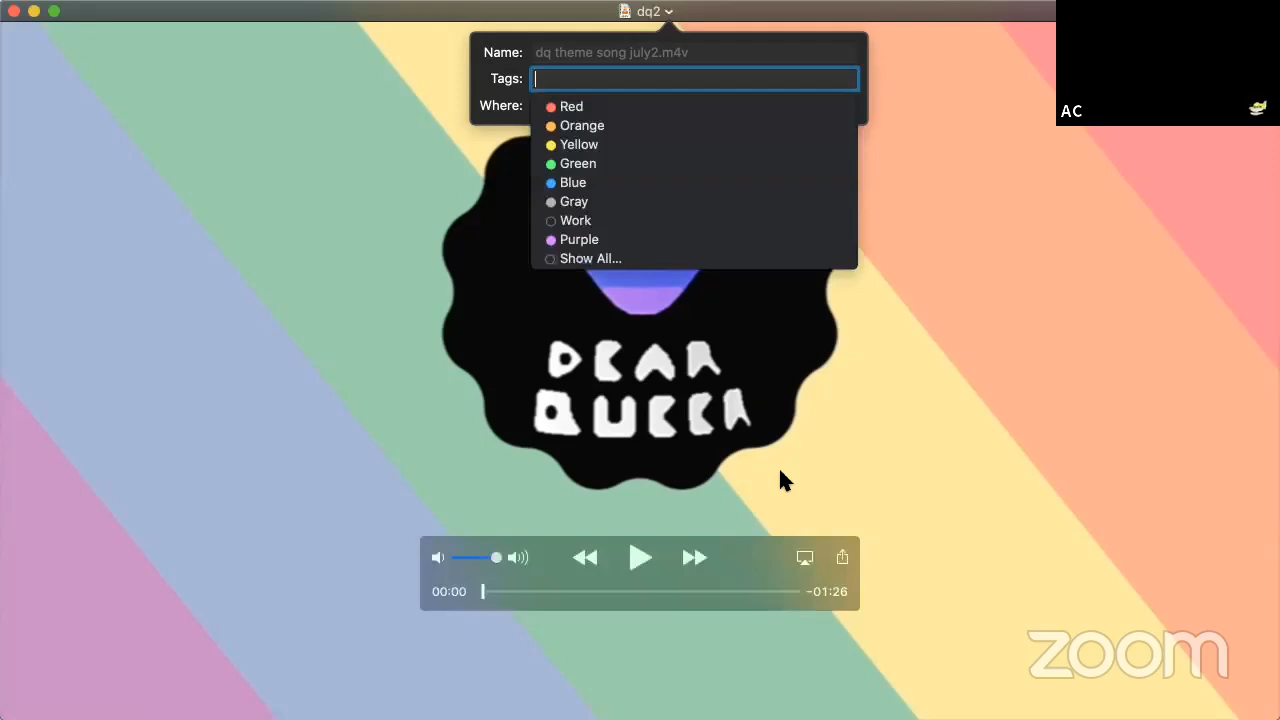 dq2
Name: dq theme song july2.m4v
Tags:
Where:
Red
Orange
Yellow
Green
Blue
Gray
Work
Purple
Show All...
AC
DEAR
QUEER
00:00
-01:26
zoom